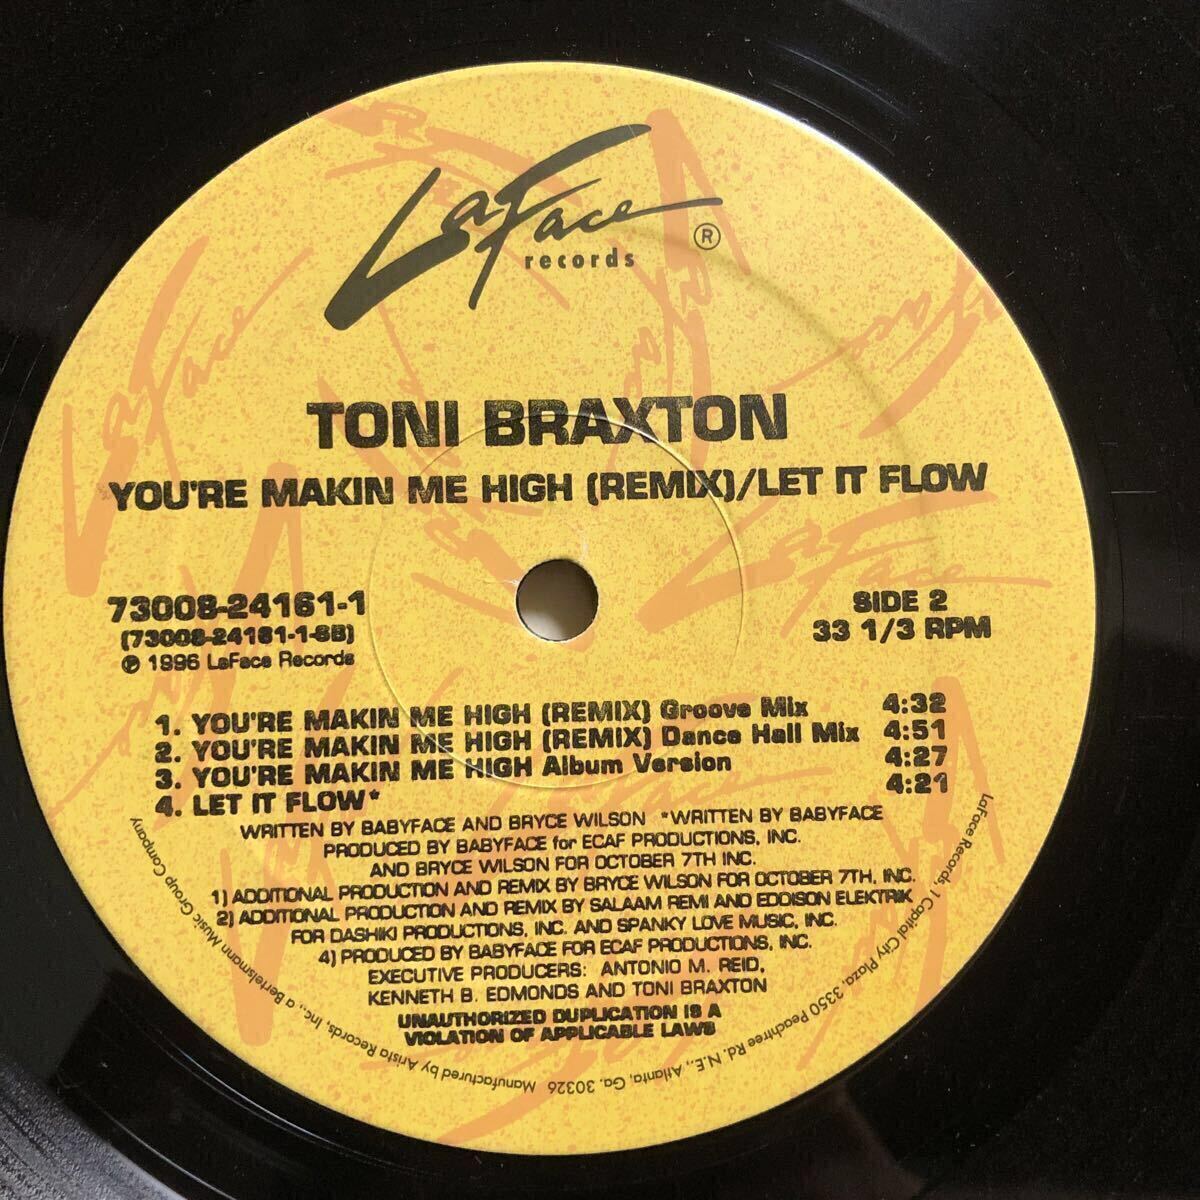 LaFace
records ®
TONI BRAXTON
YOU'RE MAKIN ME HIGH (REMIX)/LET IT FLOW
73008-24161-1
(73008-24161-1-SB)
℗ 1996 LaFace Records
SIDE 2
33 1/3 RPM
1. YOU'RE MAKIN ME HIGH (REMIX) Groove Mix 4:32
2. YOU'RE MAKIN ME HIGH (REMIX) Dance Hall Mix 4:51
3. YOU'RE MAKIN ME HIGH Album Version 4:27
4. LET IT FLOW* 4:21
WRITTEN BY BABYFACE AND BRYCE WILSON *WRITTEN BY BABYFACE
PRODUCED BY BABYFACE for ECAF PRODUCTIONS, INC.
AND BRYCE WILSON FOR OCTOBER 7TH INC.
1) ADDITIONAL PRODUCTION AND REMIX BY BRYCE WILSON FOR OCTOBER 7TH, INC.
2) ADDITIONAL PRODUCTION AND REMIX BY SALAAM REMI AND EDDISON ELEKTRIK
FOR DASHIKI PRODUCTIONS, INC. AND SPANKY LOVE MUSIC, INC.
4) PRODUCED BY BABYFACE FOR ECAF PRODUCTIONS, INC.
EXECUTIVE PRODUCERS: ANTONIO M. REID,
KENNETH B. EDMONDS AND TONI BRAXTON
UNAUTHORIZED DUPLICATION IS A
VIOLATION OF APPLICABLE LAWS
LaFace Records, 1 Capital City Plaza, 3350 Peachtree Rd. N.E., Atlanta, Ga. 30326 Manufactured by Arista Records, Inc., a Bertelsmann Music Group Company